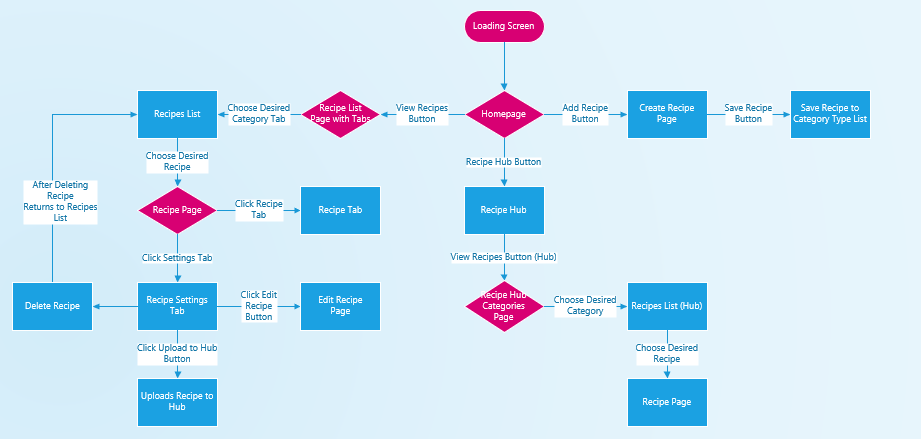 Loading Screen
Recipes List
Choose Desired
Category Tab
Recipe List
Page with Tabs
View Recipes
Button
Homepage
Add Recipe
Button
Create Recipe
Page
Save Recipe
Button
Save Recipe to
Category Type List
Choose Desired
Recipe
Recipe Hub Button
After Deleting
Recipe
Returns to Recipes
List
Recipe Page
Click Recipe
Tab
Recipe Tab
Recipe Hub
Click Settings Tab
View Recipes Button (Hub)
Delete Recipe
Recipe Settings
Tab
Click Edit
Recipe
Button
Edit Recipe
Page
Recipe Hub
Categories
Page
Choose Desired
Category
Recipes List (Hub)
Click Upload to Hub
Button
Choose Desired
Recipe
Uploads Recipe to
Hub
Recipe Page